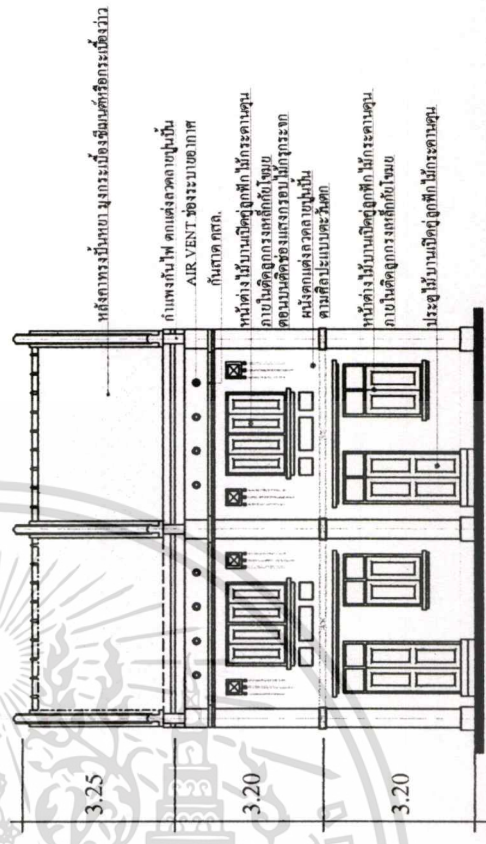 หลังคาทรงปั้นหยา มุงกระเบื้องซีเมนต์หรือกระเบื้องว่าว
กำแพงกันไฟ ตกแต่งลวดลายปูนปั้น
AIR VENT ช่องระบายอากาศ
กันสาด คสล.
หน้าต่างไม้บานเปิดคู่ลูกฟัก ไม้กระดานดุน
ภายในติดลูกกรงเหล็กกันขโมย
ตอนบนติดช่องแสงกรอบไม้กรุกระจก
ผนังตกแต่งลวดลายปูนปั้น
ตามศิลปะแบบตะวันตก
หน้าต่างไม้บานเปิดคู่ลูกฟัก ไม้กระดานดุน
ภายในติดลูกกรงเหล็กกันขโมย
ประตูไม้บานเปิดคู่ลูกฟัก ไม้กระดานดุน
3.25
3.20
3.20